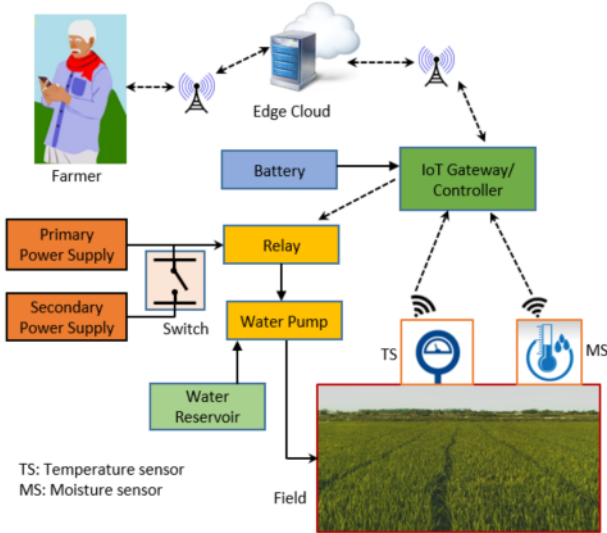 Edge Cloud
Farmer
Battery
IoT Gateway/
Controller
Primary
Power Supply
Relay
Secondary
Power Supply
Switch
Water Pump
TS
MS
Water
Reservoir
TS: Temperature sensor
MS: Moisture sensor
Field